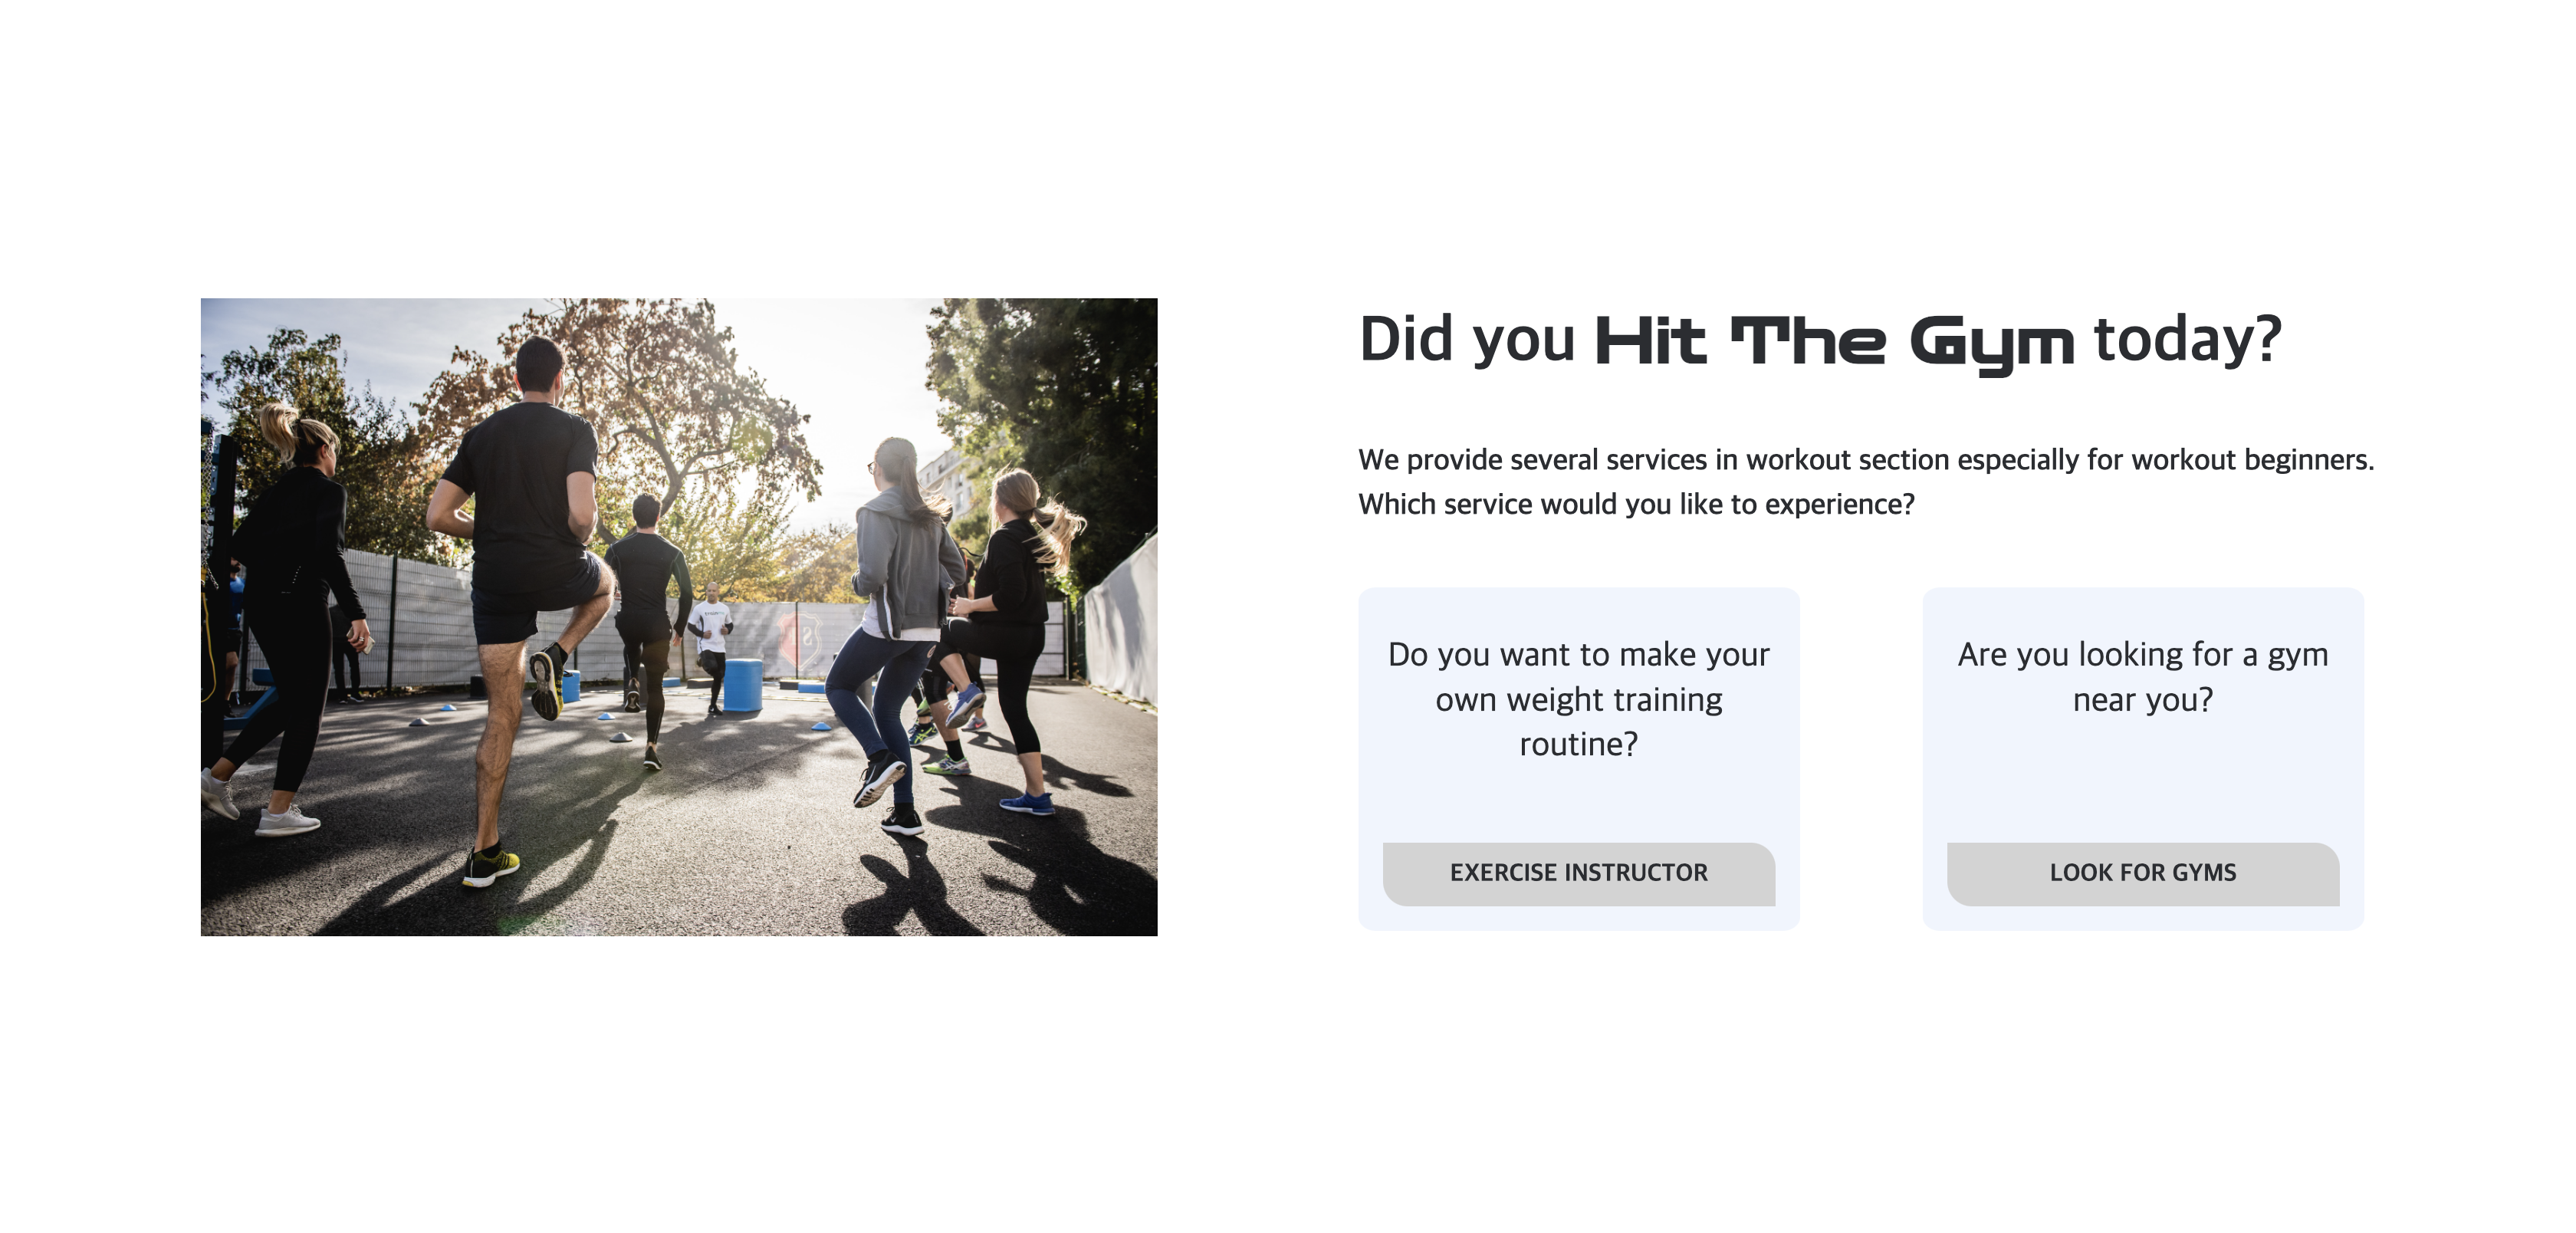 Did you Hit The Gym today?
We provide several services in workout section especially for workout beginners.
Which service would you like to experience?
Do you want to make your
own weight training
routine?
EXERCISE INSTRUCTOR
Are you looking for a gym
near you?
LOOK FOR GYMS